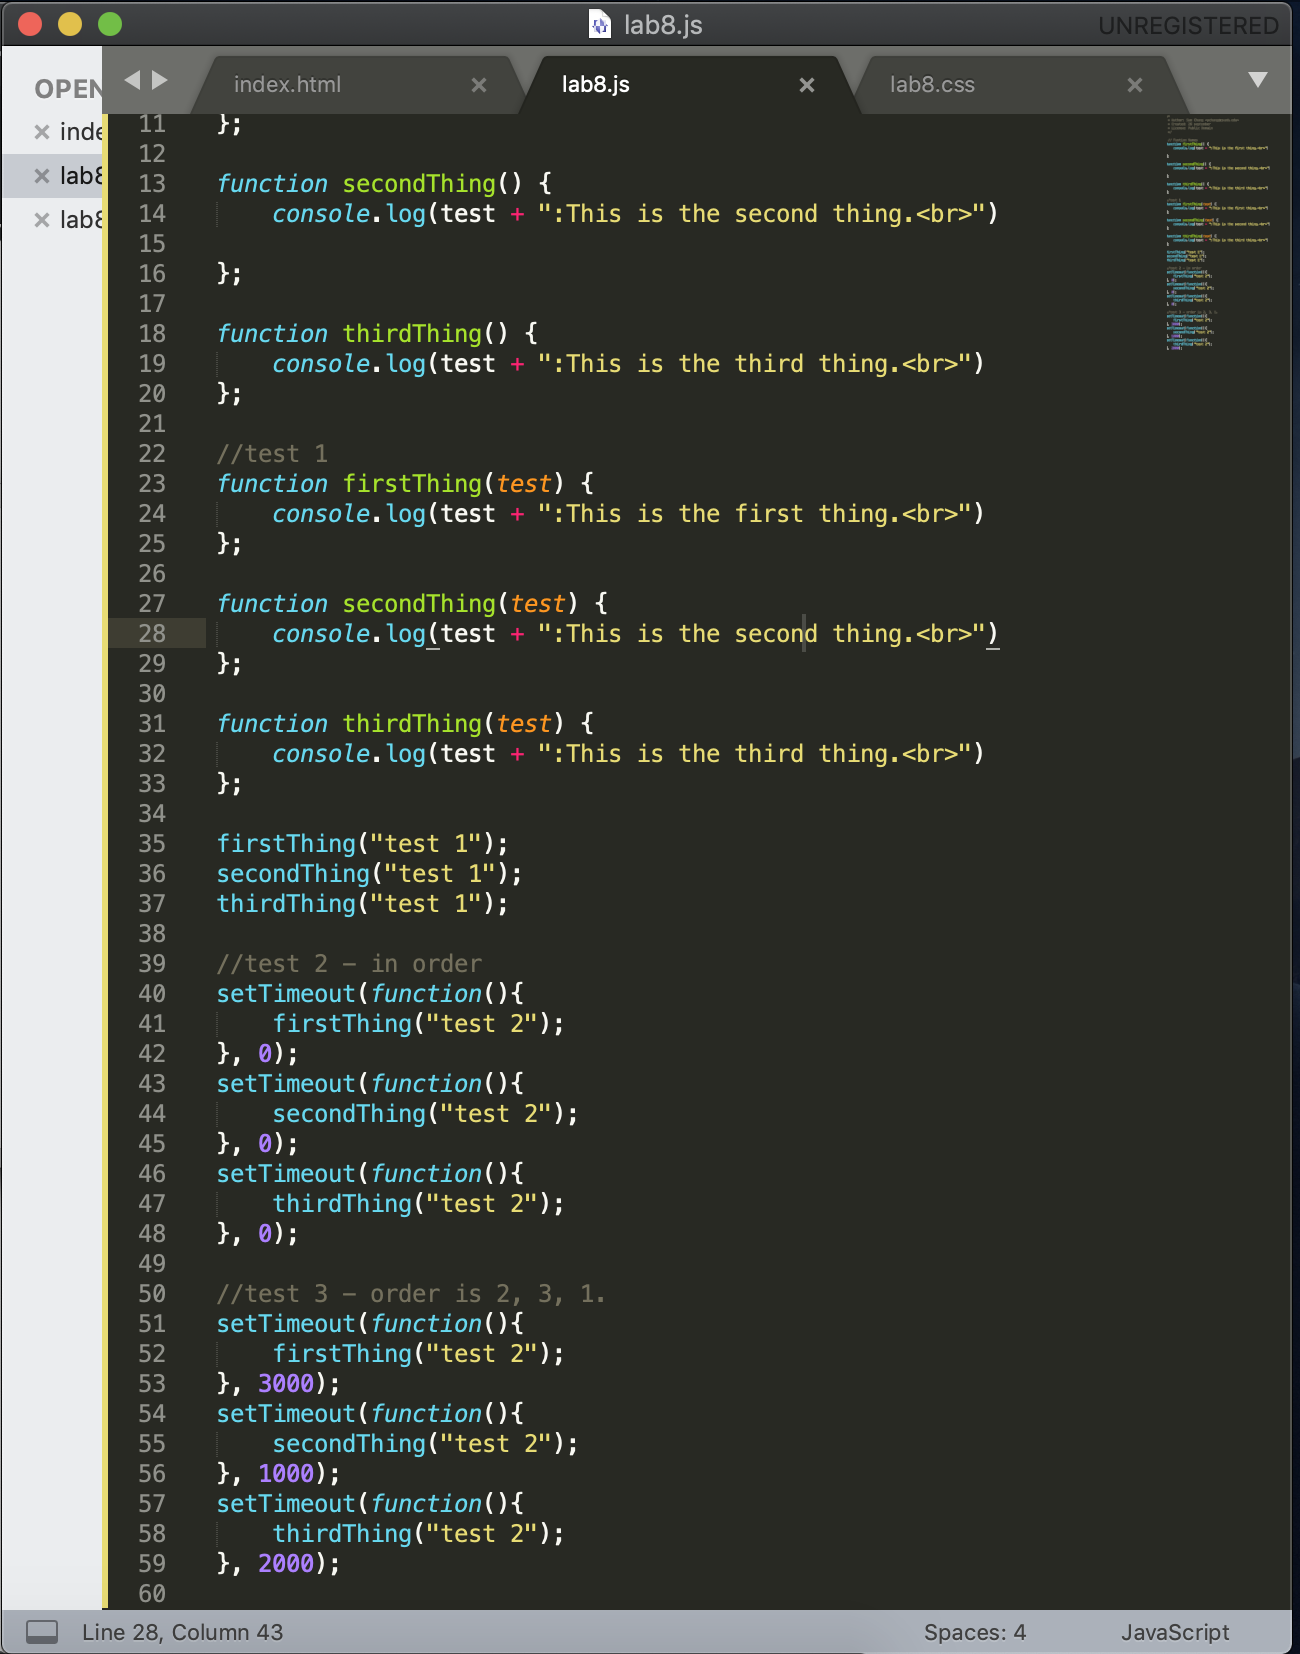 lab8.js
UNREGISTERED
OPEN
index.html
lab8.js
lab8.css
inde
lab8
lab8
11 };
12
13 function secondThing() {
14     console.log(test + ":This is the second thing.<br>")
15
16 };
17
18 function thirdThing() {
19     console.log(test + ":This is the third thing.<br>")
20 };
21
22 //test 1
23 function firstThing(test) {
24     console.log(test + ":This is the first thing.<br>")
25 };
26
27 function secondThing(test) {
28     console.log(test + ":This is the second thing.<br>")
29 };
30
31 function thirdThing(test) {
32     console.log(test + ":This is the third thing.<br>")
33 };
34
35 firstThing("test 1");
36 secondThing("test 1");
37 thirdThing("test 1");
38
39 //test 2 – in order
40 setTimeout(function(){
41     firstThing("test 2");
42 }, 0);
43 setTimeout(function(){
44     secondThing("test 2");
45 }, 0);
46 setTimeout(function(){
47     thirdThing("test 2");
48 }, 0);
49
50 //test 3 – order is 2, 3, 1.
51 setTimeout(function(){
52     firstThing("test 2");
53 }, 3000);
54 setTimeout(function(){
55     secondThing("test 2");
56 }, 1000);
57 setTimeout(function(){
58     thirdThing("test 2");
59 }, 2000);
60
Line 28, Column 43
Spaces: 4
JavaScript